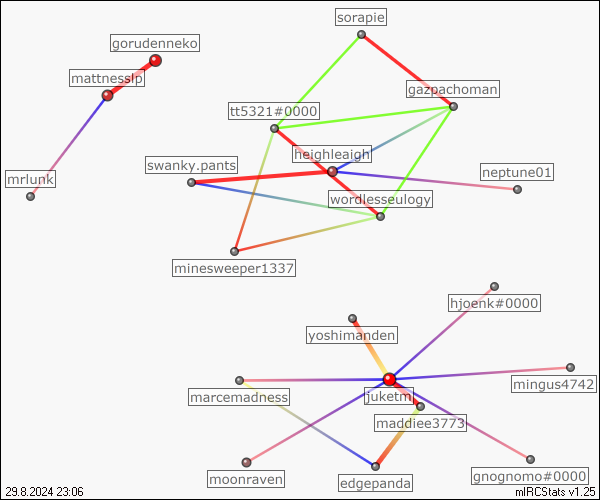 sorapie
gorudenneko
mattnesslp
gazpachoman
tt5321#0000
heighleaigh
swanky.pants
neptune01
mrlunk
wordlesseulogy
minesweeper1337
hjoenk#0000
yoshimanden
mingus4742
marcemadness
juketm
maddiee3773
moonraven
edgepanda
gnognomo#0000
29.8.2024 23:06
mIRCStats v1.25